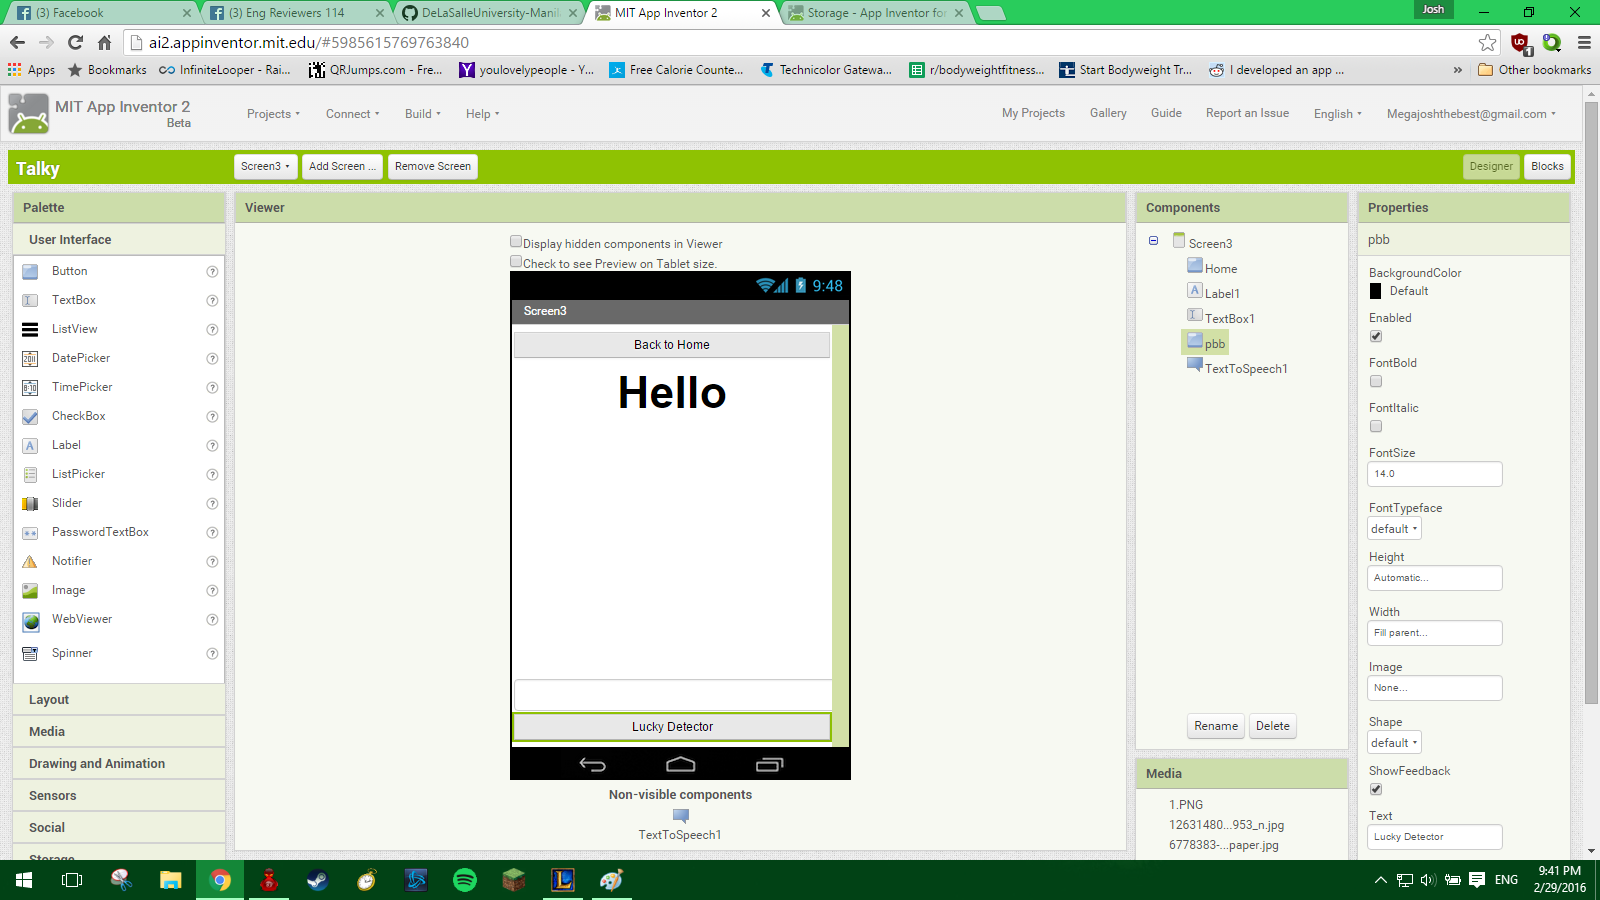 (3) Facebook
(3) Eng Reviewers 114
DeLaSalleUniversity-Manil
MIT App Inventor 2
Storage - App Inventor for
Josh
ai2.appinventor.mit.edu/#5985615769763840
Apps
Bookmarks
InfiniteLooper - Rai...
QRJumps.com - Fre...
youlovelypeople - Y...
Free Calorie Counte...
Technicolor Gatewa...
r/bodyweightfitness...
Start Bodyweight Tr...
I developed an app ...
»
Other bookmarks
MIT App Inventor 2
Beta
Projects
Connect
Build
Help
My Projects
Gallery
Guide
Report an Issue
English
Megajoshthebest@gmail.com
Talky
Screen3
Add Screen ...
Remove Screen
Designer
Blocks
Palette
User Interface
Button
TextBox
ListView
DatePicker
TimePicker
CheckBox
Label
ListPicker
Slider
PasswordTextBox
Notifier
Image
WebViewer
Spinner
Layout
Media
Drawing and Animation
Sensors
Social
Storage
Viewer
Display hidden components in Viewer
Check to see Preview on Tablet size.
9:48
Screen3
Back to Home
Hello
Lucky Detector
Non-visible components
TextToSpeech1
Components
Screen3
Home
Label1
TextBox1
pbb
TextToSpeech1
Rename
Delete
Media
1.PNG
12631480...953_n.jpg
6778383-...paper.jpg
Properties
pbb
BackgroundColor
Default
Enabled
FontBold
FontItalic
FontSize
14.0
FontTypeface
default
Height
Automatic...
Width
Fill parent...
Image
None...
Shape
default
ShowFeedback
Text
Lucky Detector
ENG
9:41 PM
2/29/2016